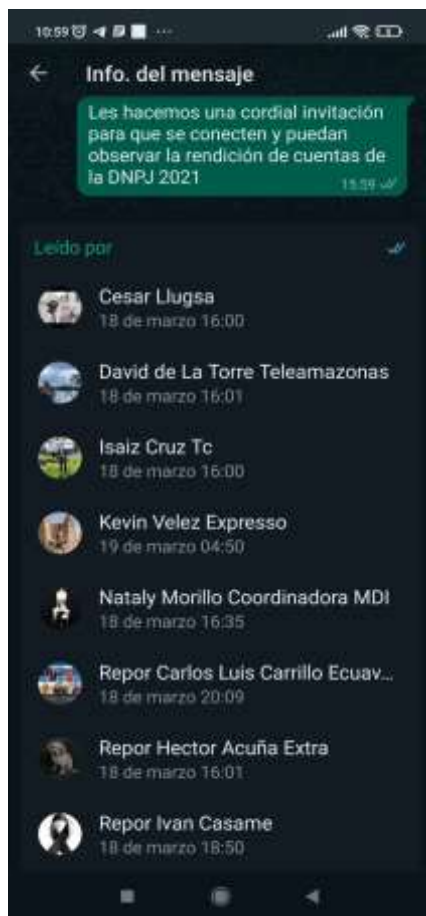 10:59
Info. del mensaje
Les hacemos una cordial invitación
para que se conecten y puedan
observar la rendición de cuentas de
la DNPJ 2021
15:59
Leído por
Cesar Llugsa
18 de marzo 16:00
David de La Torre Teleamazonas
18 de marzo 16:01
Isaiz Cruz Tc
18 de marzo 16:00
Kevin Velez Expresso
19 de marzo 04:50
Nataly Morillo Coordinadora MDI
18 de marzo 16:35
Repor Carlos Luis Carrillo Ecuav...
18 de marzo 20:09
Repor Hector Acuña Extra
18 de marzo 16:01
Repor Ivan Casame
18 de marzo 18:50